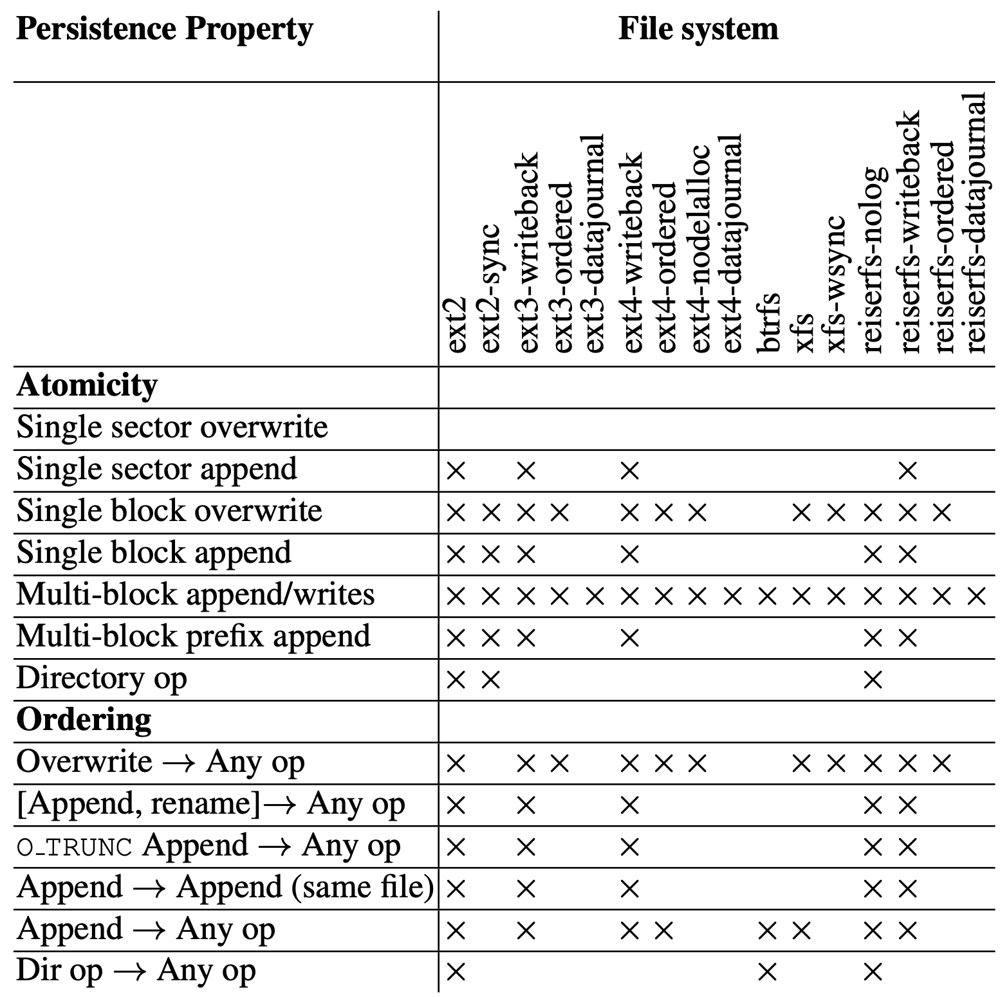 Persistence Property File system
ext2 ext2-sync ext3-writeback ext3-ordered ext3-datajournal ext4-writeback ext4-ordered ext4-nodelalloc ext4-datajournal btrfs xfs xfs-wsync reiserfs-nolog reiserfs-writeback reiserfs-ordered reiserfs-datajournal
Atomicity
Single sector overwrite
Single sector append × × × ×
Single block overwrite × × × × × × × × × × × ×
Single block append × × × × × ×
Multi-block append/writes × × × × × × × × × × × × × × × ×
Multi-block prefix append × × × × × ×
Directory op × × ×
Ordering
Overwrite → Any op × × × × × × × × × × ×
[Append, rename]→ Any op × × × × ×
O_TRUNC Append → Any op × × × × ×
Append → Append (same file) × × × × ×
Append → Any op × × × × × × × ×
Dir op → Any op × × ×